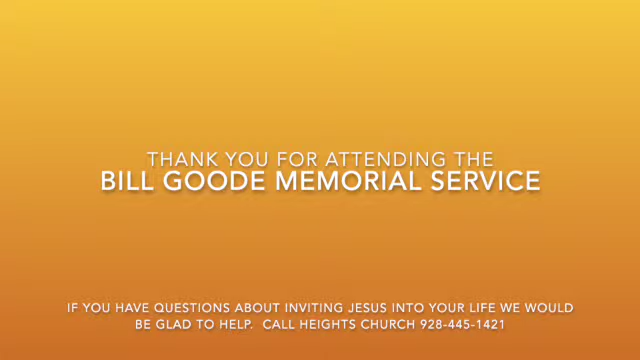 THANK YOU FOR ATTENDING THE
BILL GOODE MEMORIAL SERVICE
IF YOU HAVE QUESTIONS ABOUT INVITING JESUS INTO YOUR LIFE WE WOULD
BE GLAD TO HELP. CALL HEIGHTS CHURCH 928-445-1421